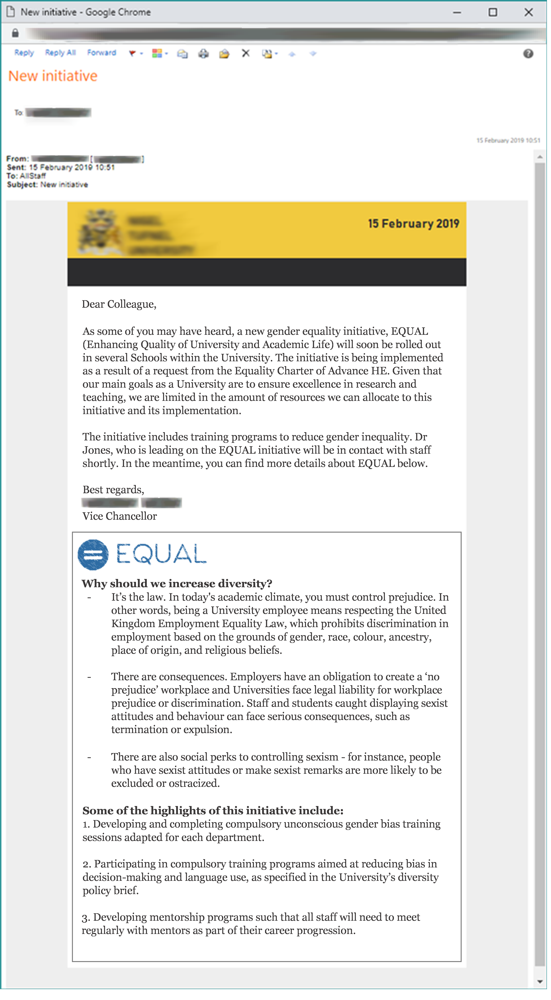 New initiative - Google Chrome
Reply Reply All Forward
New initiative
To:
15 February 2019 10:51
From: [ ]
Sent: 15 February 2019 10:51
To: AllStaff
Subject: New initiative
15 February 2019
UNIVERSITY
Dear Colleague,
As some of you may have heard, a new gender equality initiative, EQUAL
(Enhancing Quality of University and Academic Life) will soon be rolled out
in several Schools within the University. The initiative is being implemented
as a result of a request from the Equality Charter of Advance HE. Given that
our main goals as a University are to ensure excellence in research and
teaching, we are limited in the amount of resources we can allocate to this
initiative and its implementation.
The initiative includes training programs to reduce gender inequality. Dr
Jones, who is leading on the EQUAL initiative will be in contact with staff
shortly. In the meantime, you can find more details about EQUAL below.
Best regards,
Vice Chancellor
= EQUAL
Why should we increase diversity?
- It’s the law. In today's academic climate, you must control prejudice. In
other words, being a University employee means respecting the United
Kingdom Employment Equality Law, which prohibits discrimination in
employment based on the grounds of gender, race, colour, ancestry,
place of origin, and religious beliefs.
- There are consequences. Employers have an obligation to create a ‘no
prejudice’ workplace and Universities face legal liability for workplace
prejudice or discrimination. Staff and students caught displaying sexist
attitudes and behaviour can face serious consequences, such as
termination or expulsion.
- There are also social perks to controlling sexism - for instance, people
who have sexist attitudes or make sexist remarks are more likely to be
excluded or ostracized.
Some of the highlights of this initiative include:
1. Developing and completing compulsory unconscious gender bias training
sessions adapted for each department.
2. Participating in compulsory training programs aimed at reducing bias in
decision-making and language use, as specified in the University’s diversity
policy brief.
3. Developing mentorship programs such that all staff will need to meet
regularly with mentors as part of their career progression.